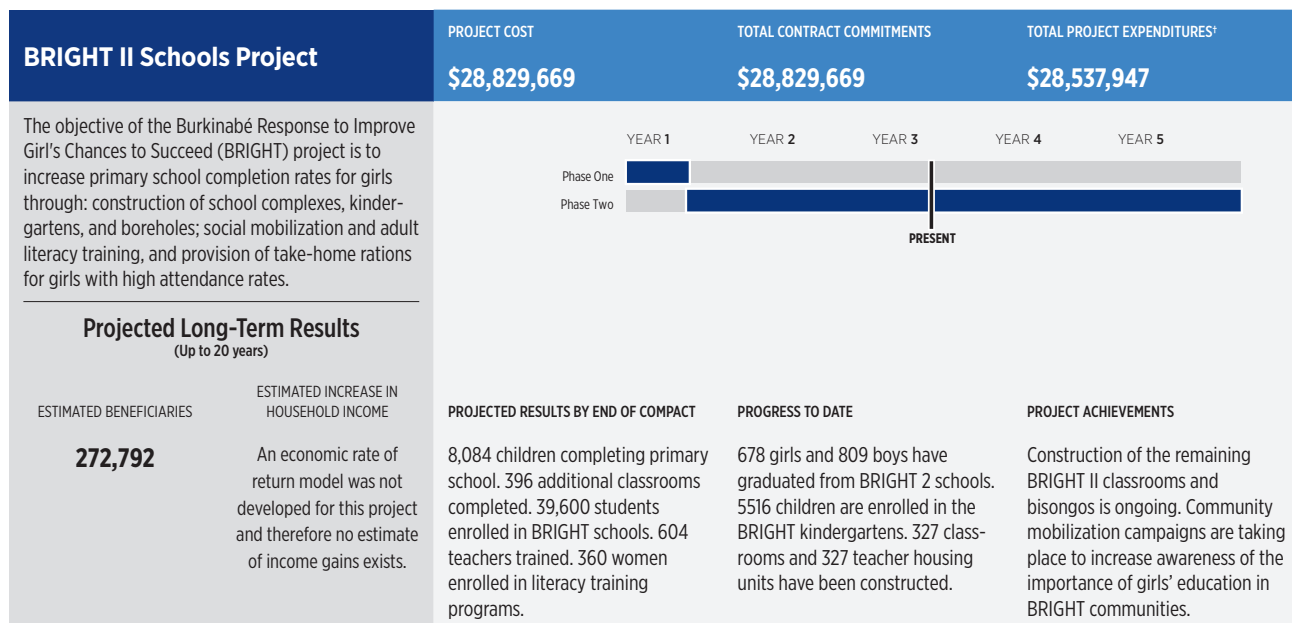 BRIGHT II Schools Project
PROJECT COST
$28,829,669
TOTAL CONTRACT COMMITMENTS
$28,829,669
TOTAL PROJECT EXPENDITURES†
$28,537,947
The objective of the Burkinabé Response to Improve
Girl's Chances to Succeed (BRIGHT) project is to
increase primary school completion rates for girls
through: construction of school complexes, kinder-
gartens, and boreholes; social mobilization and adult
literacy training, and provision of take-home rations
for girls with high attendance rates.
YEAR 1 YEAR 2 YEAR 3 YEAR 4 YEAR 5
Phase One
Phase Two
PRESENT
Projected Long-Term Results
(Up to 20 years)
ESTIMATED BENEFICIARIES
272,792
ESTIMATED INCREASE IN
HOUSEHOLD INCOME
An economic rate of
return model was not
developed for this project
and therefore no estimate
of income gains exists.
PROJECTED RESULTS BY END OF COMPACT
8,084 children completing primary
school. 396 additional classrooms
completed. 39,600 students
enrolled in BRIGHT schools. 604
teachers trained. 360 women
enrolled in literacy training
programs.
PROGRESS TO DATE
678 girls and 809 boys have
graduated from BRIGHT 2 schools.
5516 children are enrolled in the
BRIGHT kindergartens. 327 class-
rooms and 327 teacher housing
units have been constructed.
PROJECT ACHIEVEMENTS
Construction of the remaining
BRIGHT II classrooms and
bisongos is ongoing. Community
mobilization campaigns are taking
place to increase awareness of the
importance of girls’ education in
BRIGHT communities.